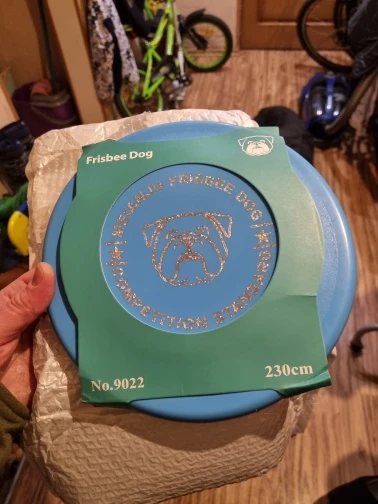 Frisbee Dog
FRISBEE DOG
COMPETITION STANDARD
No.9022
230cm